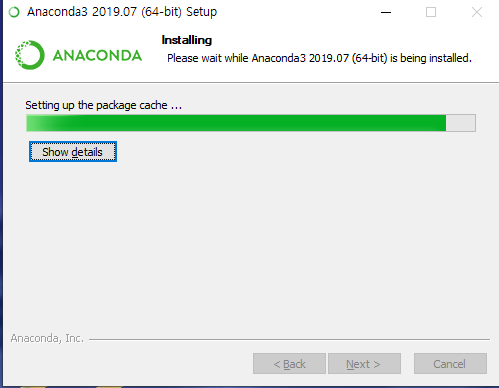 Anaconda3 2019.07 (64-bit) Setup
Installing
ANACONDA
Please wait while Anaconda3 2019.07 (64-bit) is being installed.
Setting up the package cache ...
Show details
Anaconda, Inc.
< Back
Next >
Cancel